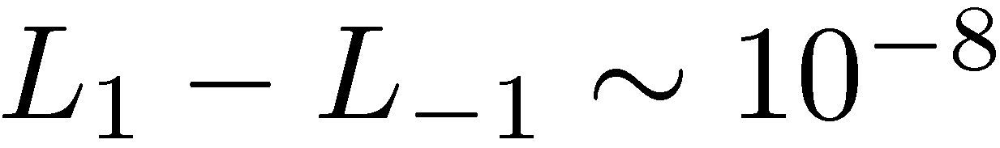 $L_1 - L_{-1} \sim 10^{-8}$